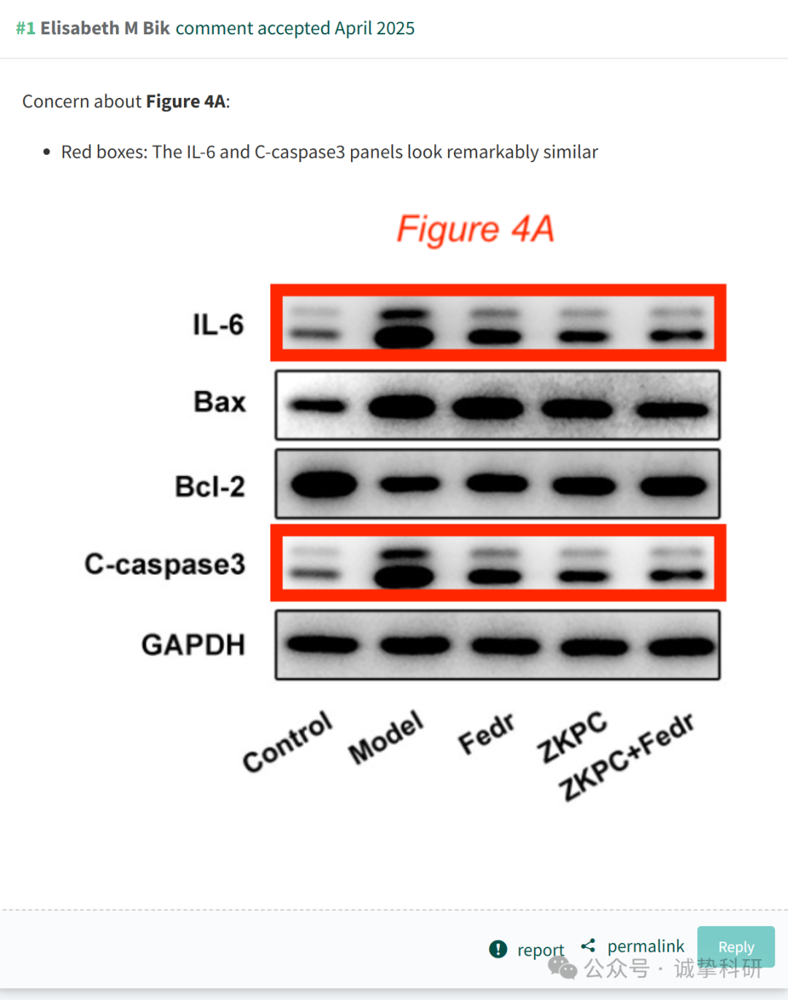 #1 Elisabeth M Bik comment accepted April 2025
Concern about Figure 4A:
• Red boxes: The IL-6 and C-caspase3 panels look remarkably similar
Figure 4A
IL-6
Bax
Bcl-2
C-caspase3
GAPDH
Control
Model
Fedr
ZKPC
ZKPC+Fedr
report
permalink
Reply
公众号 · 诚挚科研